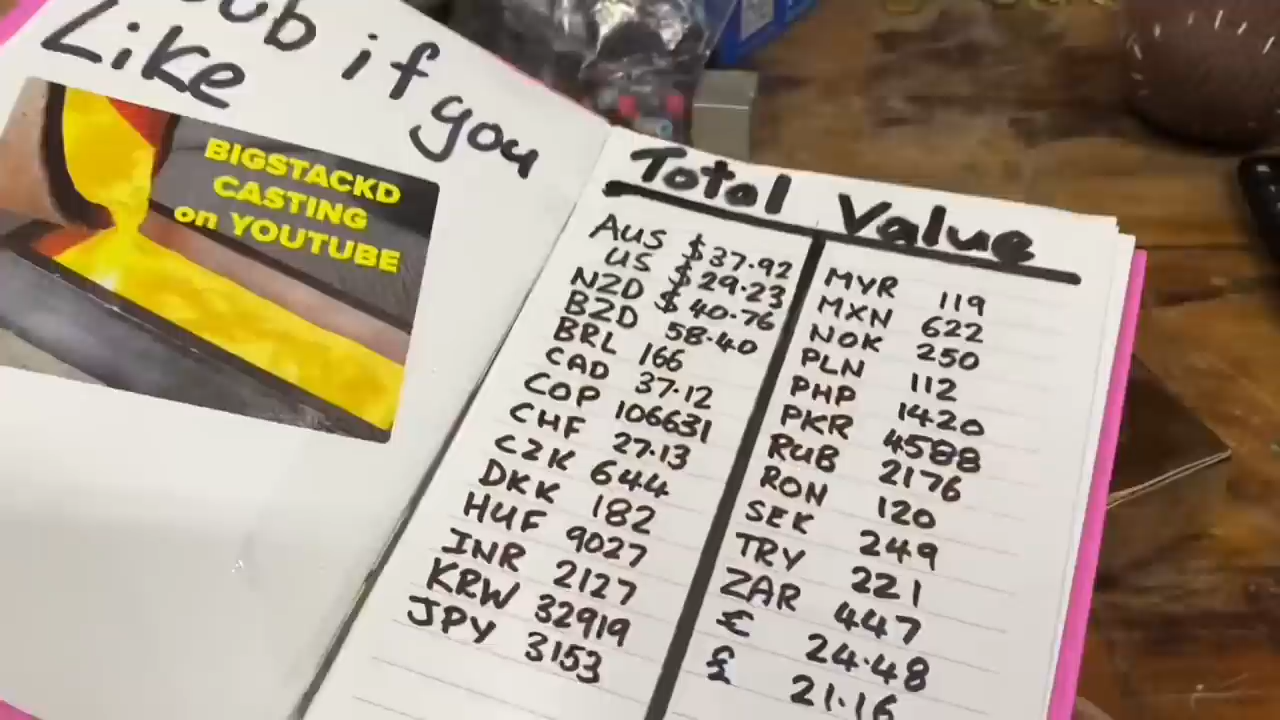 if you
Like
BIGSTACKD
CASTING
on YOUTUBE
Total Value
AUS $37.92
US $29.23
NZD $40.76
BZD 58.40
BRL 166
CAD 37.12
COP 106631
CHF 27.13
CZK 644
DKK 182
HUF 9027
INR 2127
KRW 32919
JPY 3153
MYR 119
MXN 622
NOK 250
PLN 112
PHP 1420
PKR 4588
RUB 2176
RON 120
SEK 249
TRY 221
ZAR 447
€ 24.48
£ 21.16